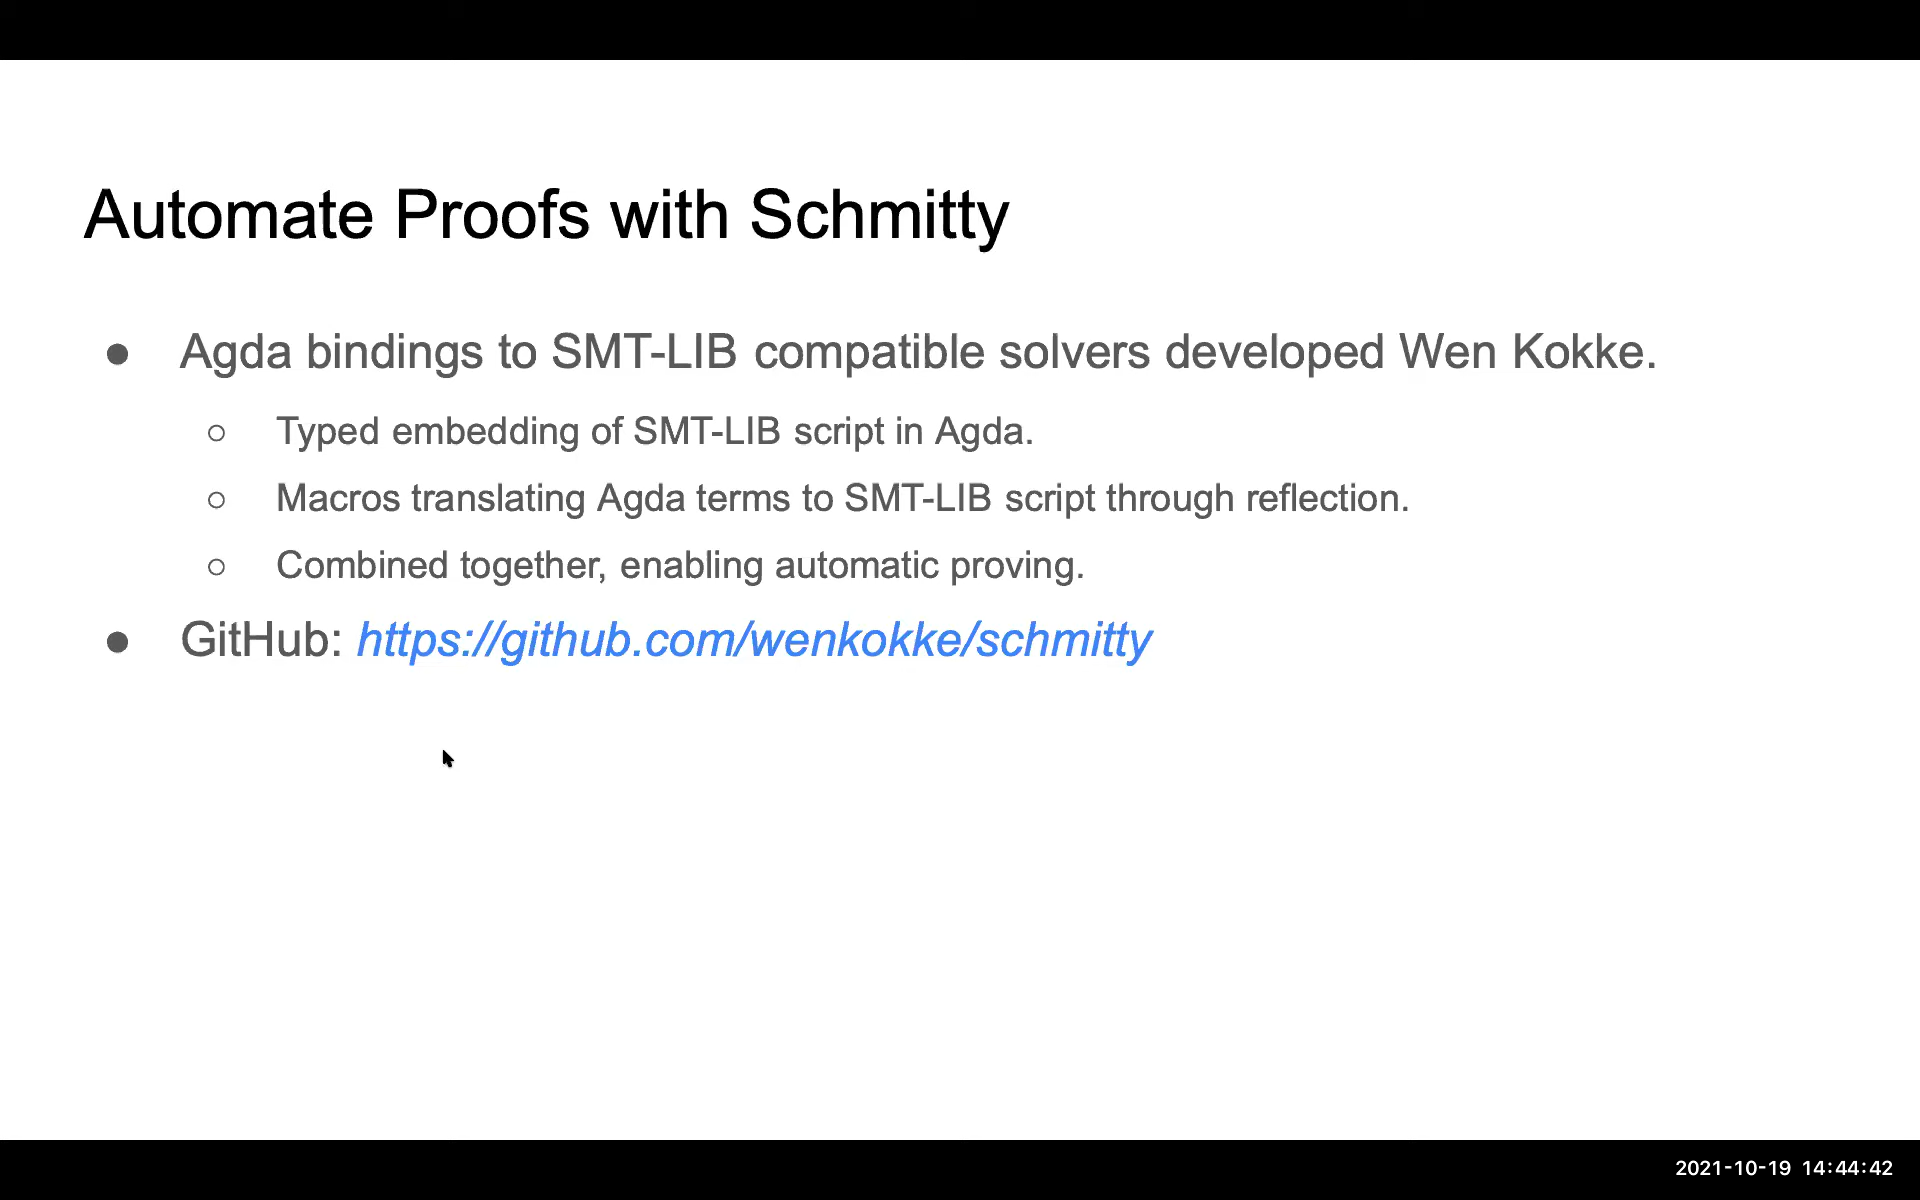 Automate Proofs with Schmitty
● Agda bindings to SMT-LIB compatible solvers developed Wen Kokke.
○ Typed embedding of SMT-LIB script in Agda.
○ Macros translating Agda terms to SMT-LIB script through reflection.
○ Combined together, enabling automatic proving.
● GitHub: https://github.com/wenkokke/schmitty
2021-10-19 14:44:42